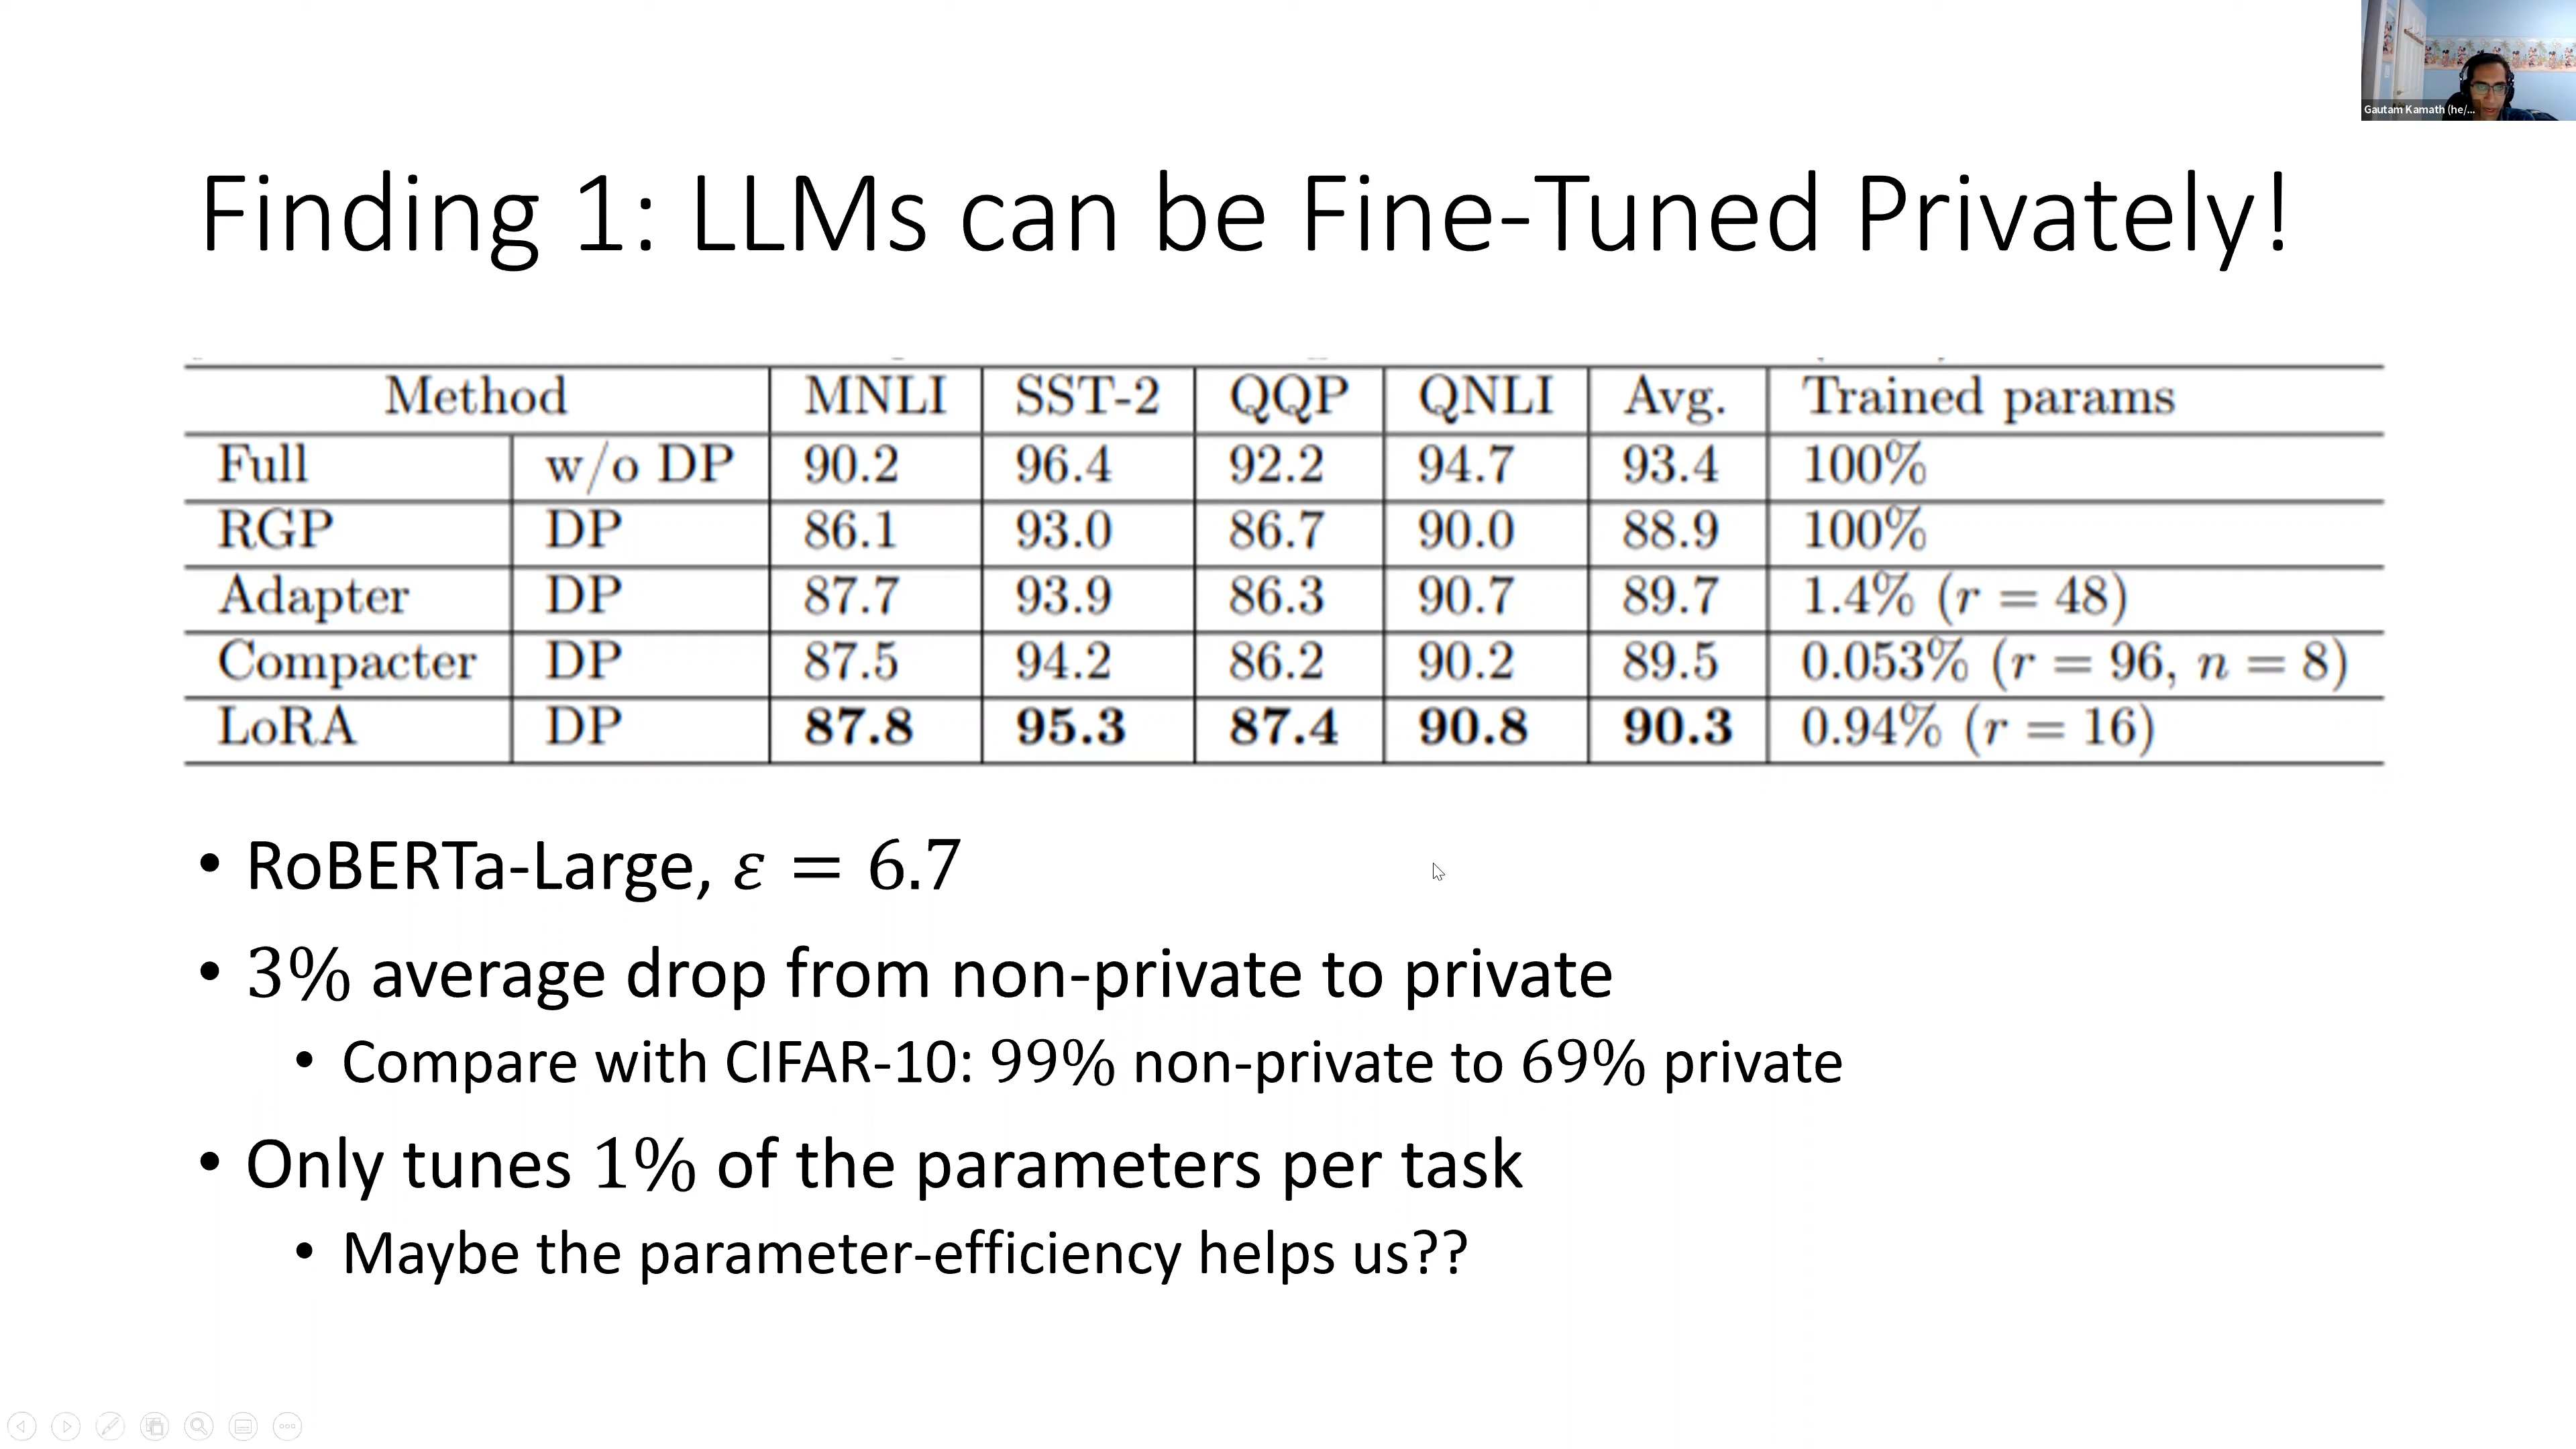 Gautam Kamath (he/...
Finding 1: LLMs can be Fine-Tuned Privately!
Method MNLI SST-2 QQP QNLI Avg. Trained params
Full w/o DP 90.2 96.4 92.2 94.7 93.4 100%
RGP DP 86.1 93.0 86.7 90.0 88.9 100%
Adapter DP 87.7 93.9 86.3 90.7 89.7 1.4% (r = 48)
Compacter DP 87.5 94.2 86.2 90.2 89.5 0.053% (r = 96, n = 8)
LoRA DP 87.8 95.3 87.4 90.8 90.3 0.94% (r = 16)
• RoBERTa-Large, ε = 6.7
• 3% average drop from non-private to private
• Compare with CIFAR-10: 99% non-private to 69% private
• Only tunes 1% of the parameters per task
• Maybe the parameter-efficiency helps us??